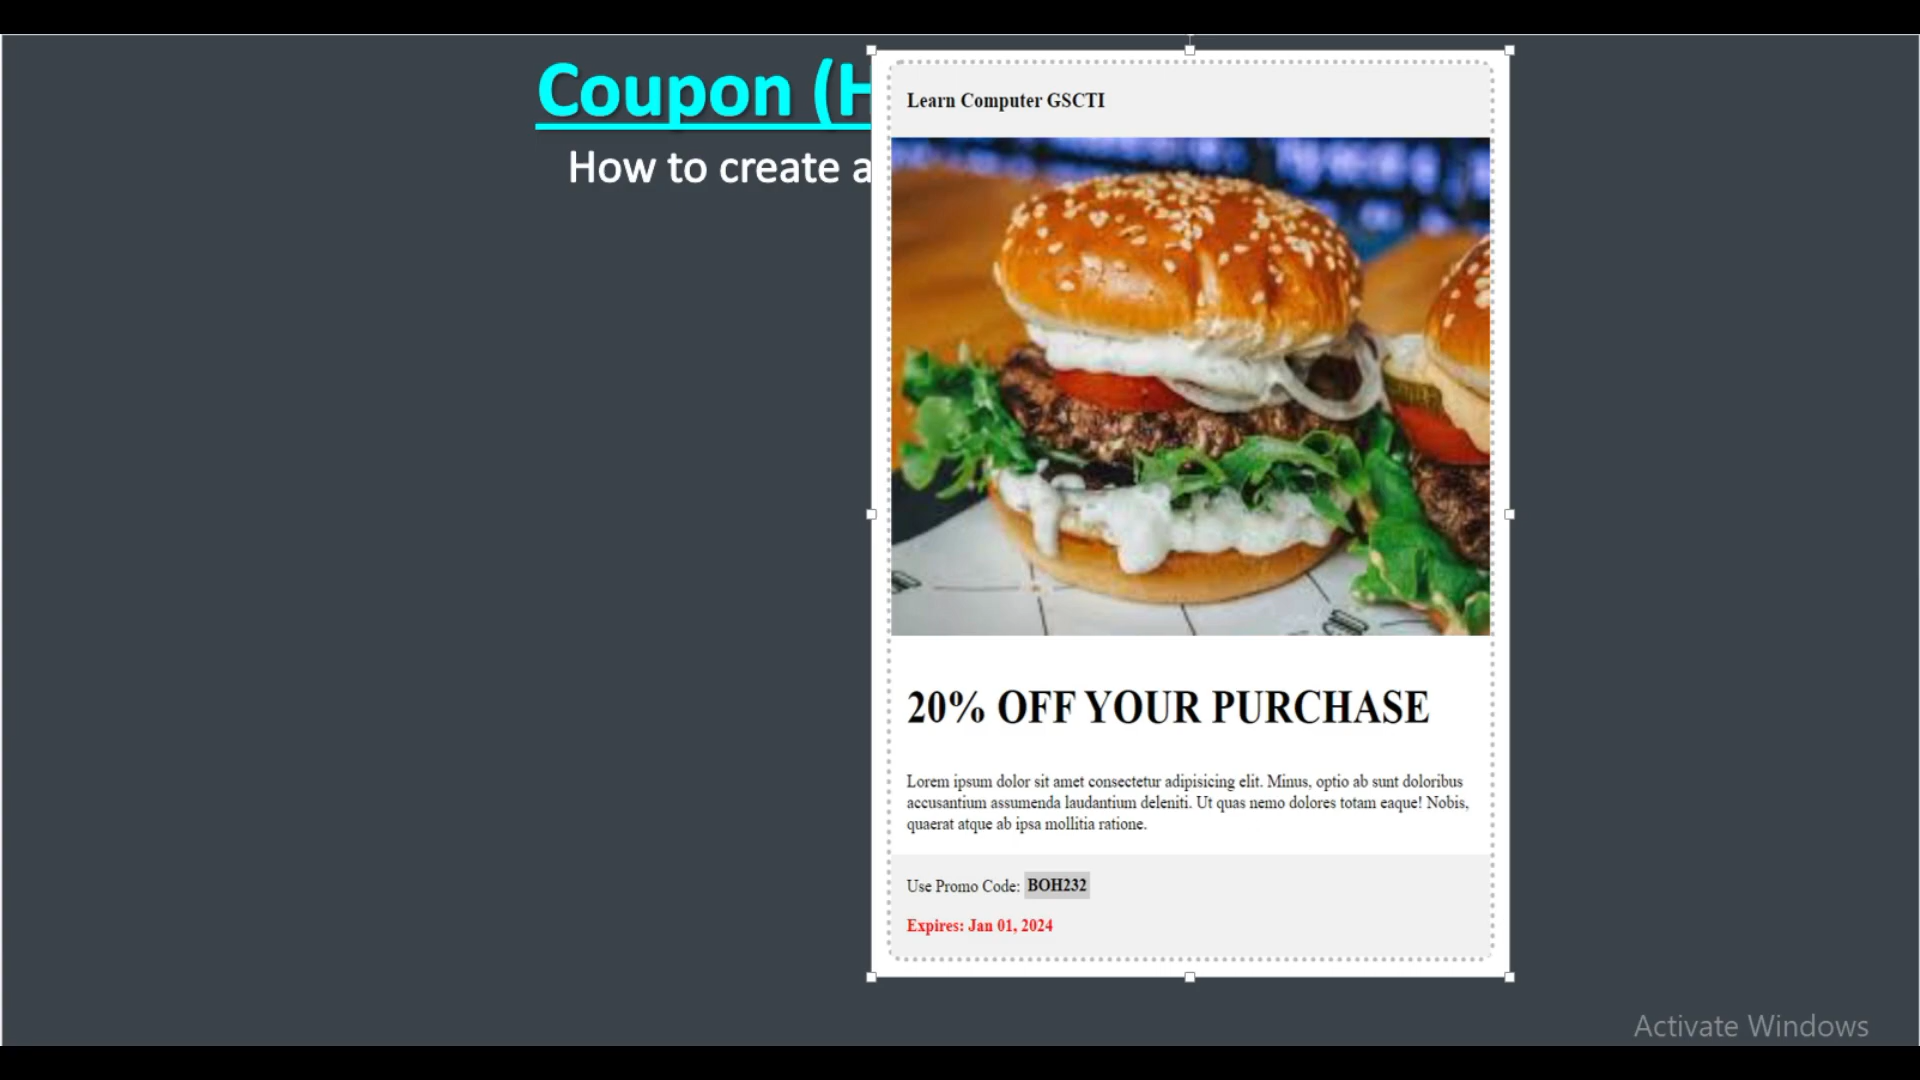 Coupon (H
How to create a
Learn Computer GSCTI
20% OFF YOUR PURCHASE
Lorem ipsum dolor sit amet consectetur adipisicing elit. Minus, optio ab sunt doloribus
accusantium assumenda laudantium deleniti. Ut quas nemo dolores totam eaque! Nobis,
quaerat atque ab ipsa mollitia ratione.
Use Promo Code: BOH232
Expires: Jan 01, 2024
Activate Windows